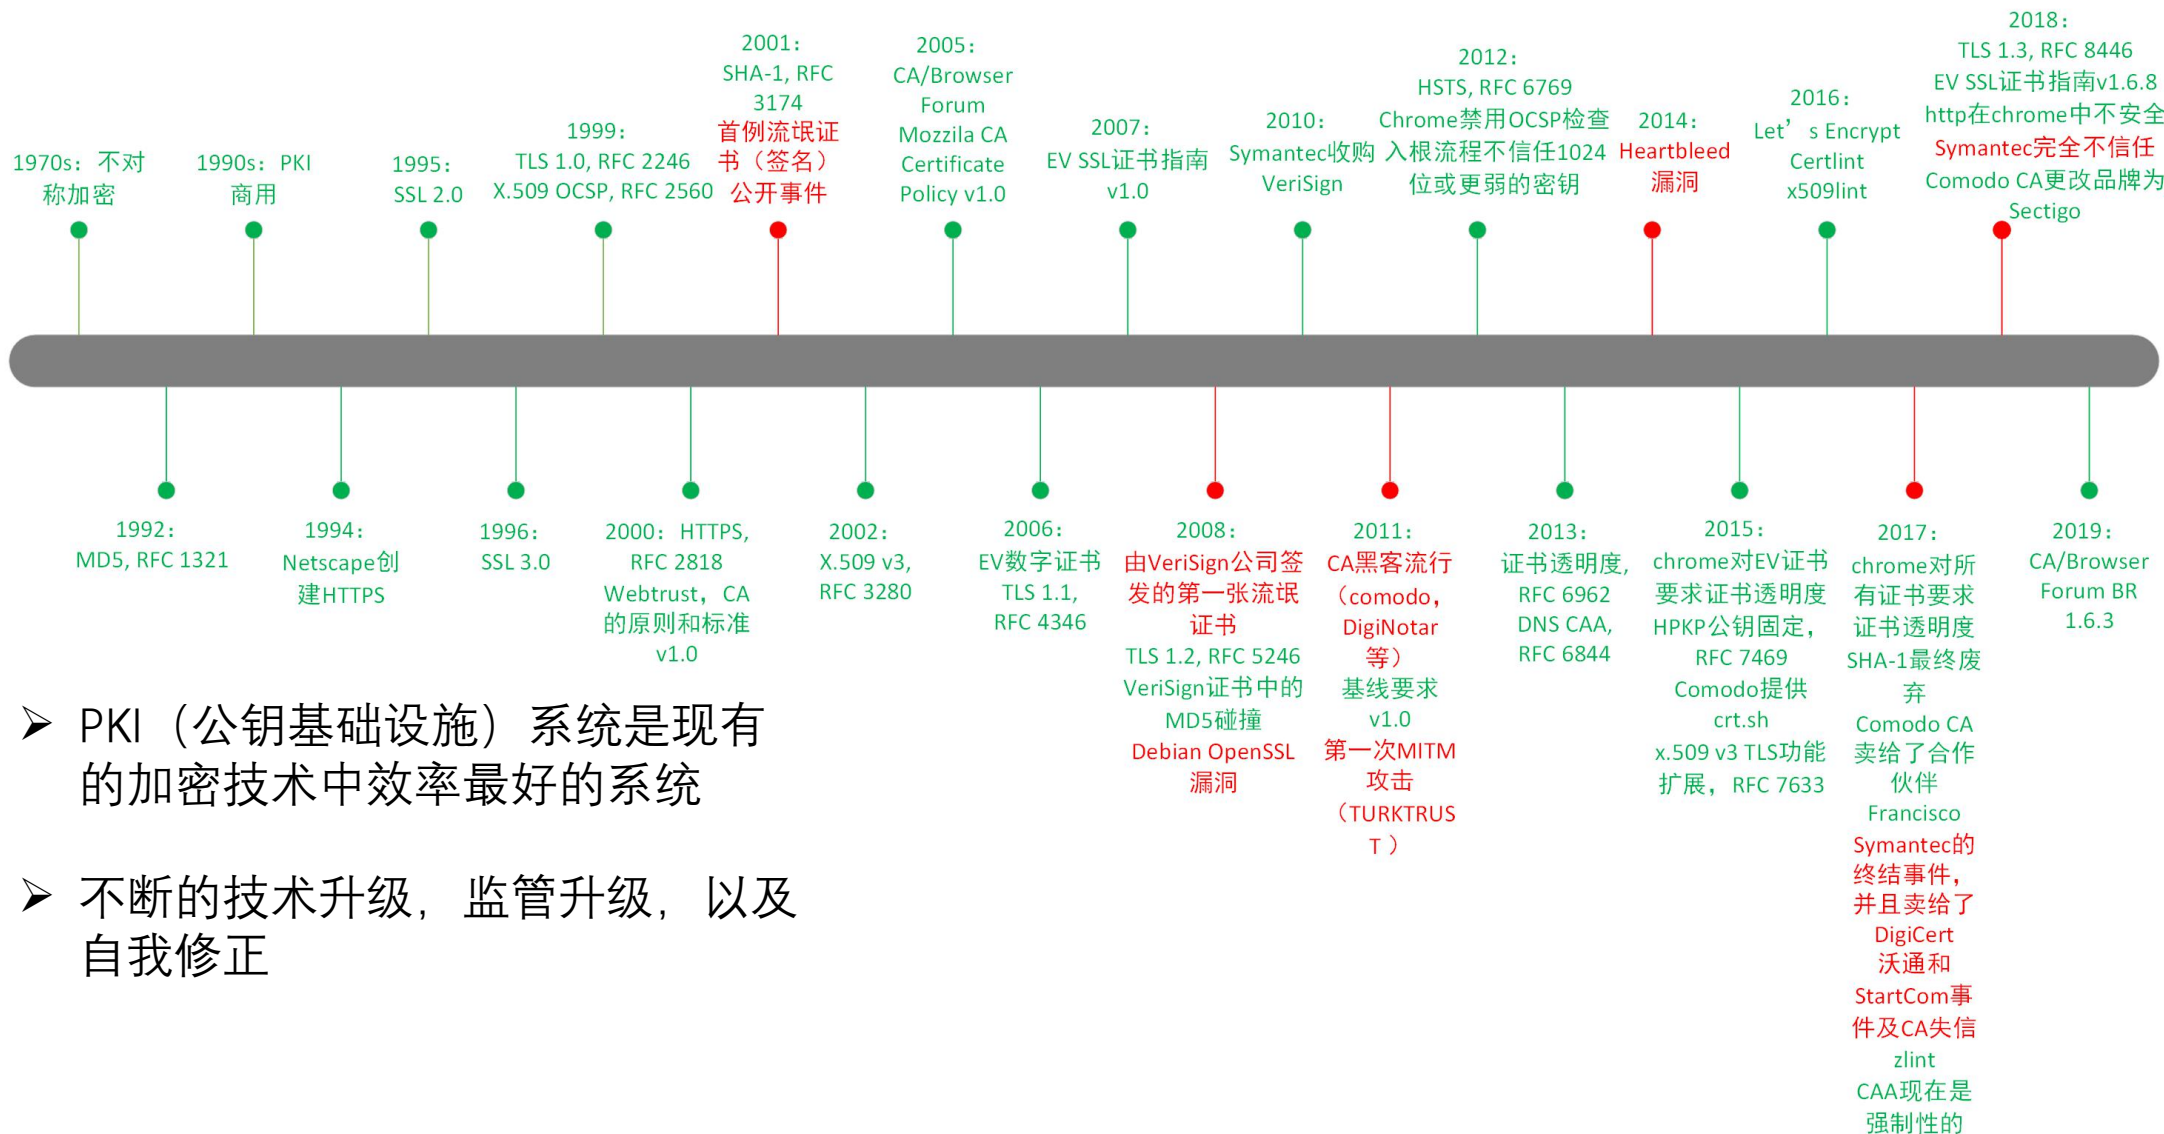 1970s：不对
称加密
1990s：PKI
商用
1995：
SSL 2.0
1999：
TLS 1.0, RFC 2246
X.509 OCSP, RFC 2560
2001：
SHA-1, RFC
3174
首例流氓证
书（签名）
公开事件
2005：
CA/Browser
Forum
Mozzila CA
Certificate
Policy v1.0
2007：
EV SSL证书指南
v1.0
2010：
Symantec收购
VeriSign
2012：
HSTS, RFC 6769
Chrome禁用OCSP检查
入根流程不信任1024
位或更弱的密钥
2014：
Heartbleed
漏洞
2016：
Let’s Encrypt
Certlint
x509lint
2018：
TLS 1.3, RFC 8446
EV SSL证书指南v1.6.8
http在chrome中不安全
Symantec完全不信任
Comodo CA更改品牌为
Sectigo
1992：
MD5, RFC 1321
1994：
Netscape创
建HTTPS
1996：
SSL 3.0
2000：HTTPS,
RFC 2818
Webtrust，CA
的原则和标准
v1.0
2002：
X.509 v3,
RFC 3280
2006：
EV数字证书
TLS 1.1,
RFC 4346
2008：
由VeriSign公司签
发的第一张流氓
证书
TLS 1.2, RFC 5246
VeriSign证书中的
MD5碰撞
Debian OpenSSL
漏洞
2011：
CA黑客流行
（comodo，
DigiNotar
等）
基线要求
v1.0
第一次MITM
攻击
（TURKTRUS
T ）
2013：
证书透明度,
RFC 6962
DNS CAA,
RFC 6844
2015：
chrome对EV证书
要求证书透明度
HPKP公钥固定，
RFC 7469
Comodo提供
crt.sh
x.509 v3 TLS功能
扩展，RFC 7633
2017：
chrome对所
有证书要求
证书透明度
SHA-1最终废
弃
Comodo CA
卖给了合作
伙伴
Francisco
Symantec的
终结事件，
并且卖给了
DigiCert
沃通和
StartCom事
件及CA失信
zlint
CAA现在是
强制性的
2019：
CA/Browser
Forum BR
1.6.3
➢ PKI（公钥基础设施）系统是现有
的加密技术中效率最好的系统
➢ 不断的技术升级，监管升级，以及
自我修正